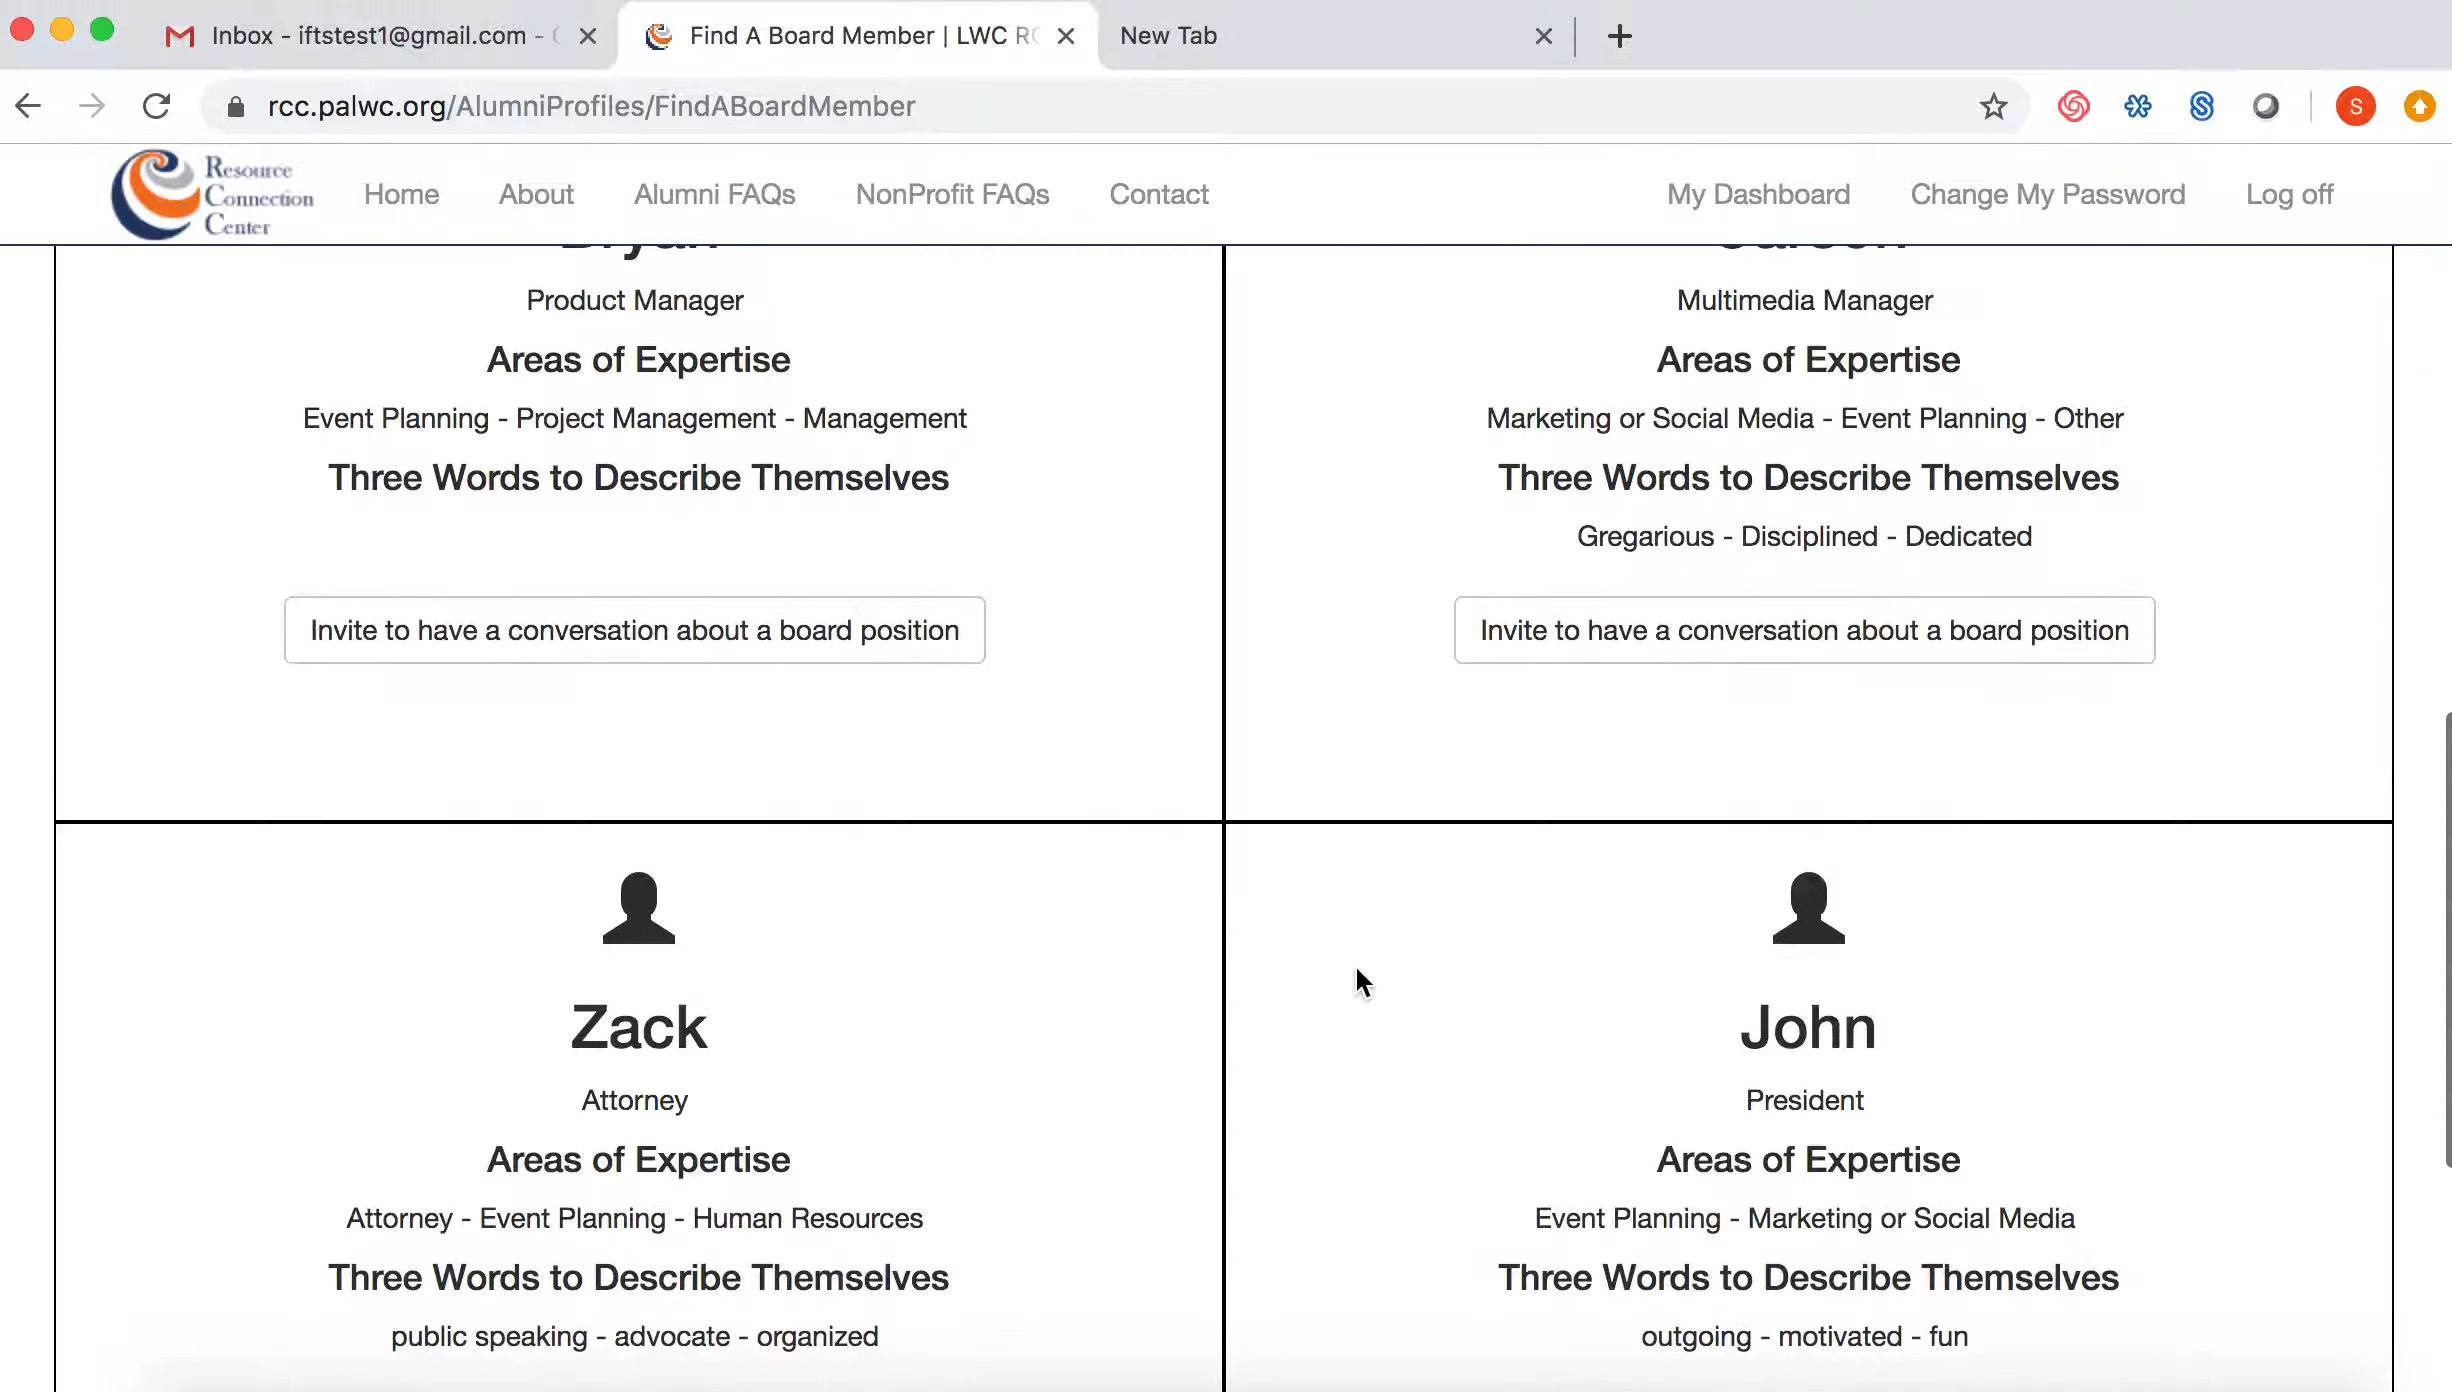 Inbox - iftstest1@gmail.com -
Find A Board Member | LWC RC
New Tab
rcc.palwc.org/AlumniProfiles/FindABoardMember
S
Resource
Connection
Center
Home
About
Alumni FAQs
NonProfit FAQs
Contact
My Dashboard
Change My Password
Log off
Bryan
Product Manager
Areas of Expertise
Event Planning - Project Management - Management
Three Words to Describe Themselves
Invite to have a conversation about a board position
Multimedia Manager
Areas of Expertise
Marketing or Social Media - Event Planning - Other
Three Words to Describe Themselves
Gregarious - Disciplined - Dedicated
Invite to have a conversation about a board position
Zack
Attorney
Areas of Expertise
Attorney - Event Planning - Human Resources
Three Words to Describe Themselves
public speaking - advocate - organized
John
President
Areas of Expertise
Event Planning - Marketing or Social Media
Three Words to Describe Themselves
outgoing - motivated - fun